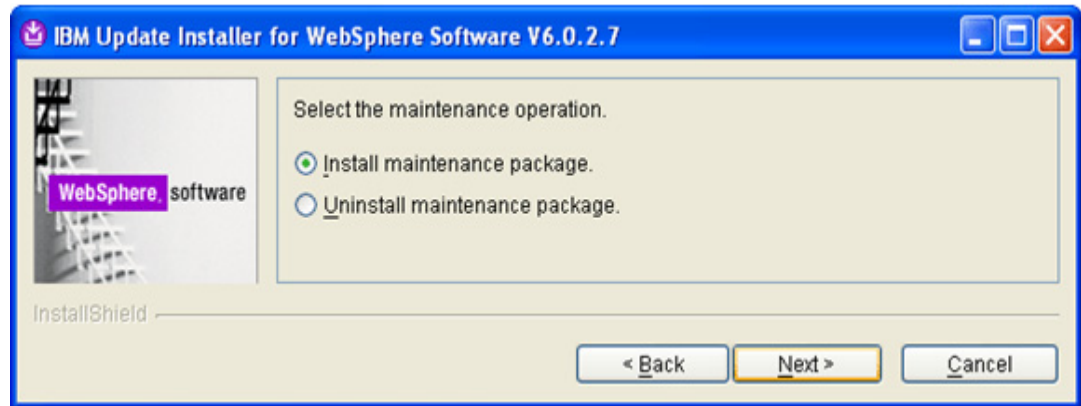 IBM Update Installer for WebSphere Software V6.0.2.7
Select the maintenance operation.
Install maintenance package.
Uninstall maintenance package.
WebSphere. software
InstallShield
< Back
Next >
Cancel